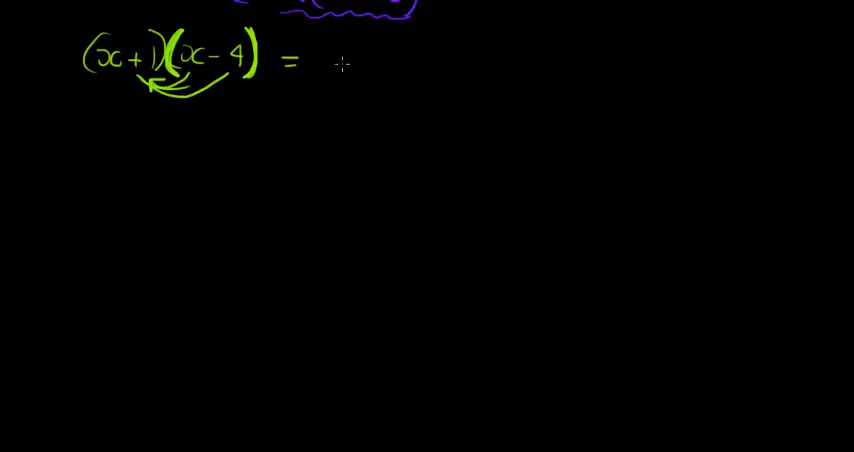 (x+1)(x-4) =